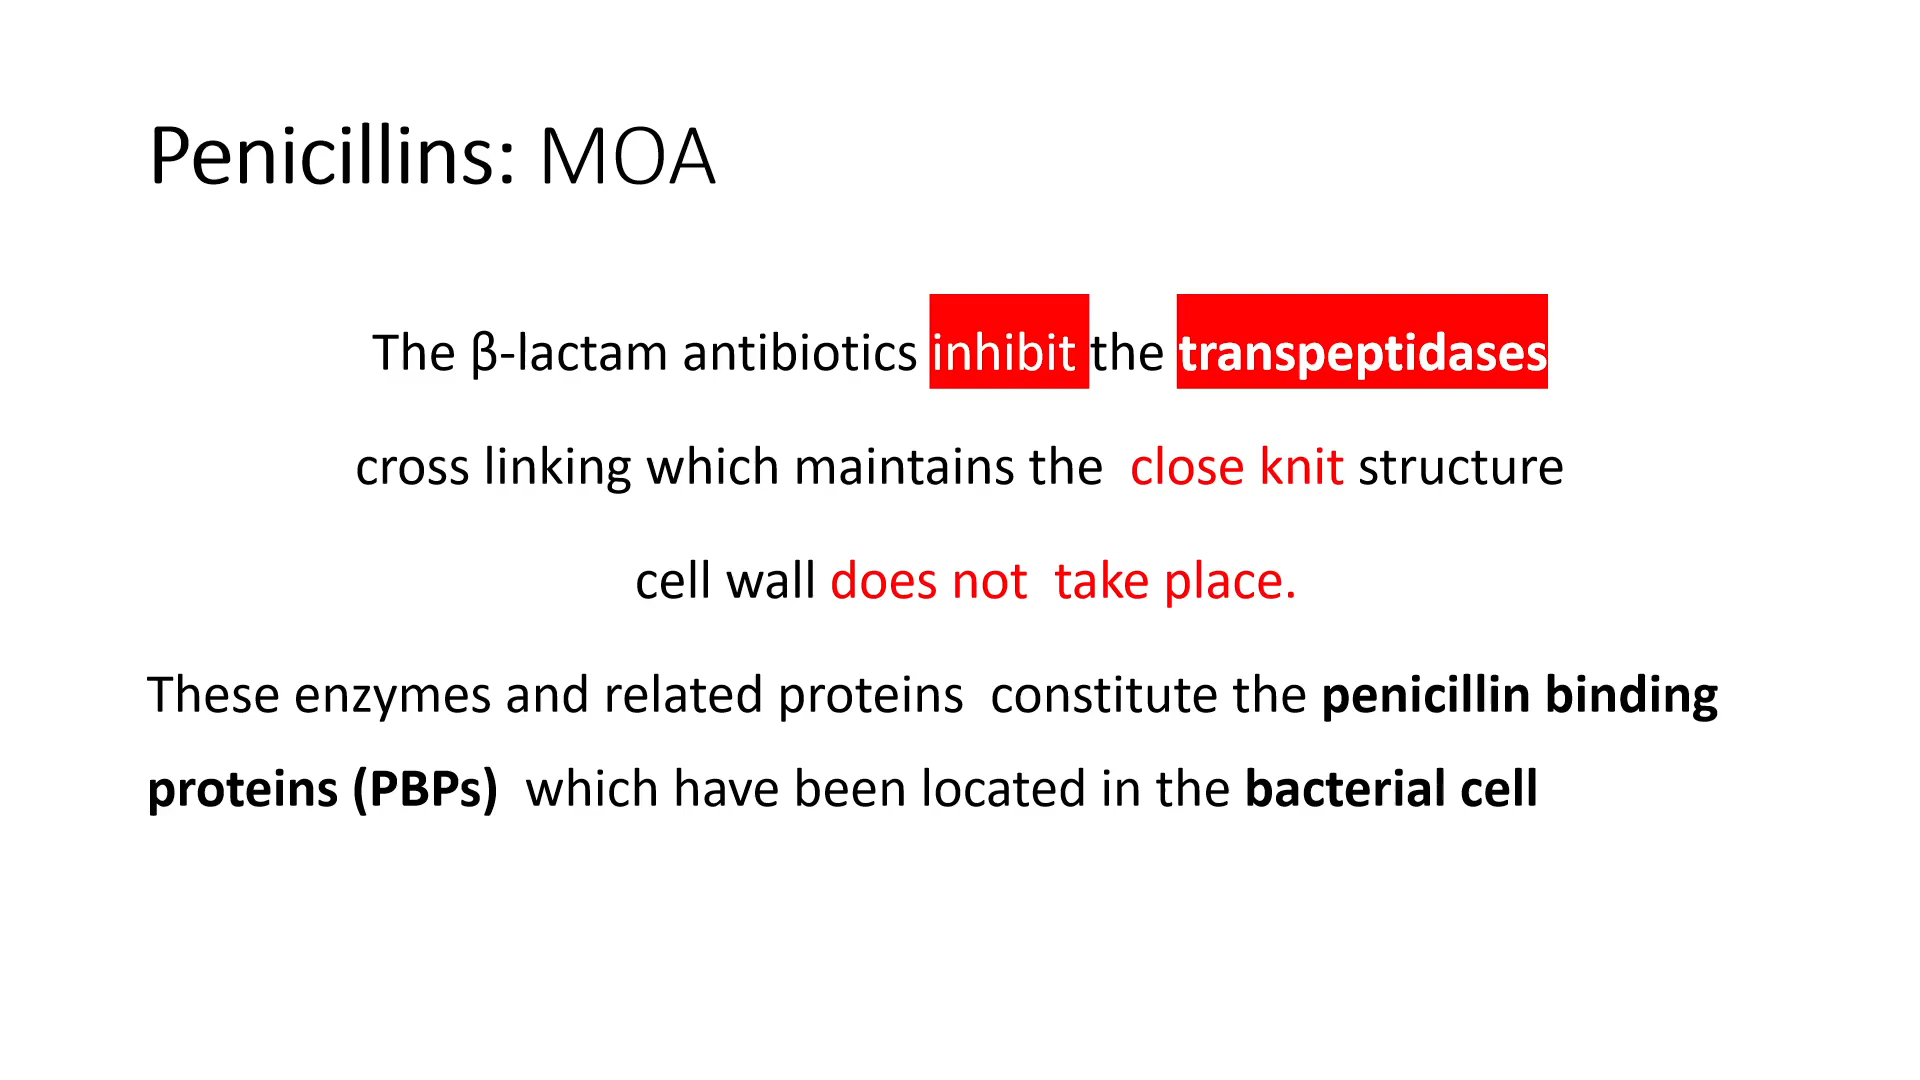 Penicillins: MOA
The β-lactam antibiotics inhibit the transpeptidases
cross linking which maintains the close knit structure
cell wall does not take place.
These enzymes and related proteins constitute the penicillin binding
proteins (PBPs) which have been located in the bacterial cell